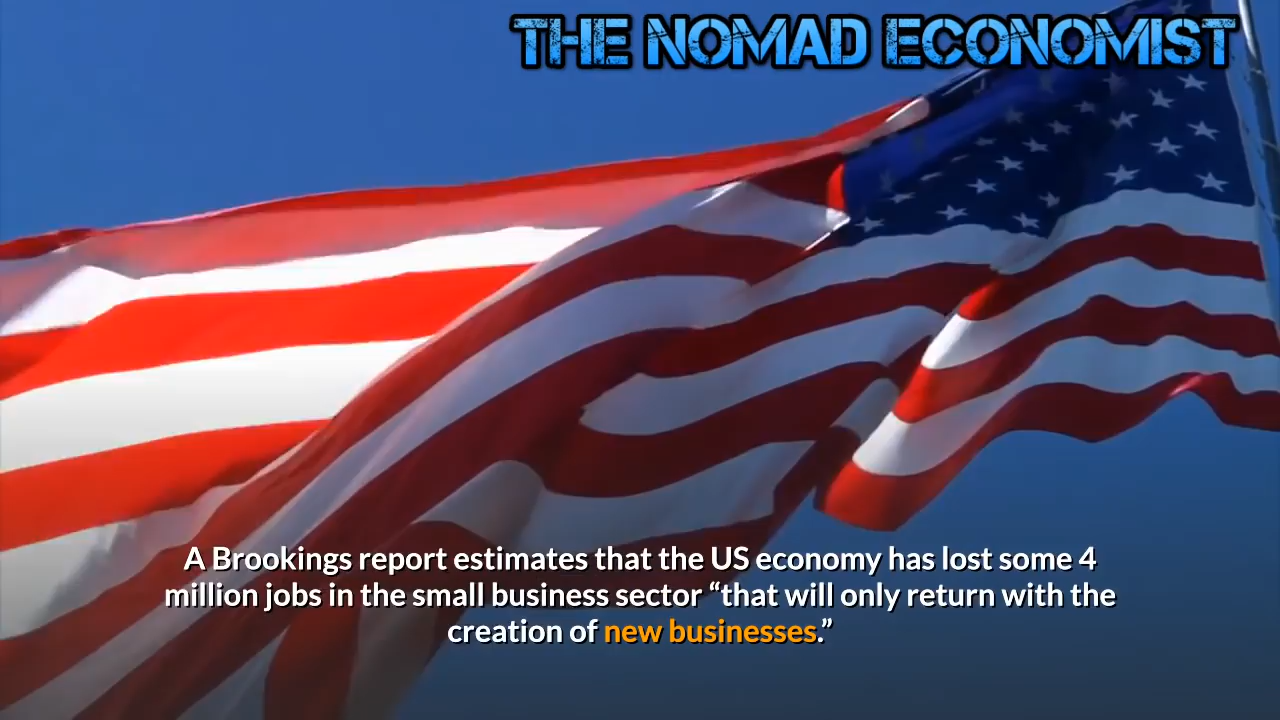 THE NOMAD ECONOMIST
A Brookings report estimates that the US economy has lost some 4
million jobs in the small business sector “that will only return with the
creation of new businesses.”